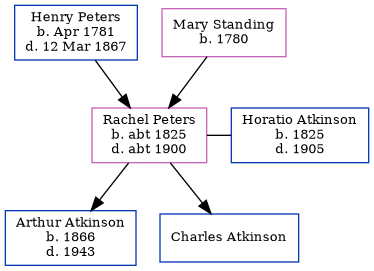 Henry Peters
b. Apr 1781
d. 12 Mar 1867
Mary Standing
b. 1780
Rachel Peters
b. abt 1825
d. abt 1900
Horatio Atkinson
b. 1825
d. 1905
Arthur Atkinson
b. 1866
d. 1943
Charles Atkinson